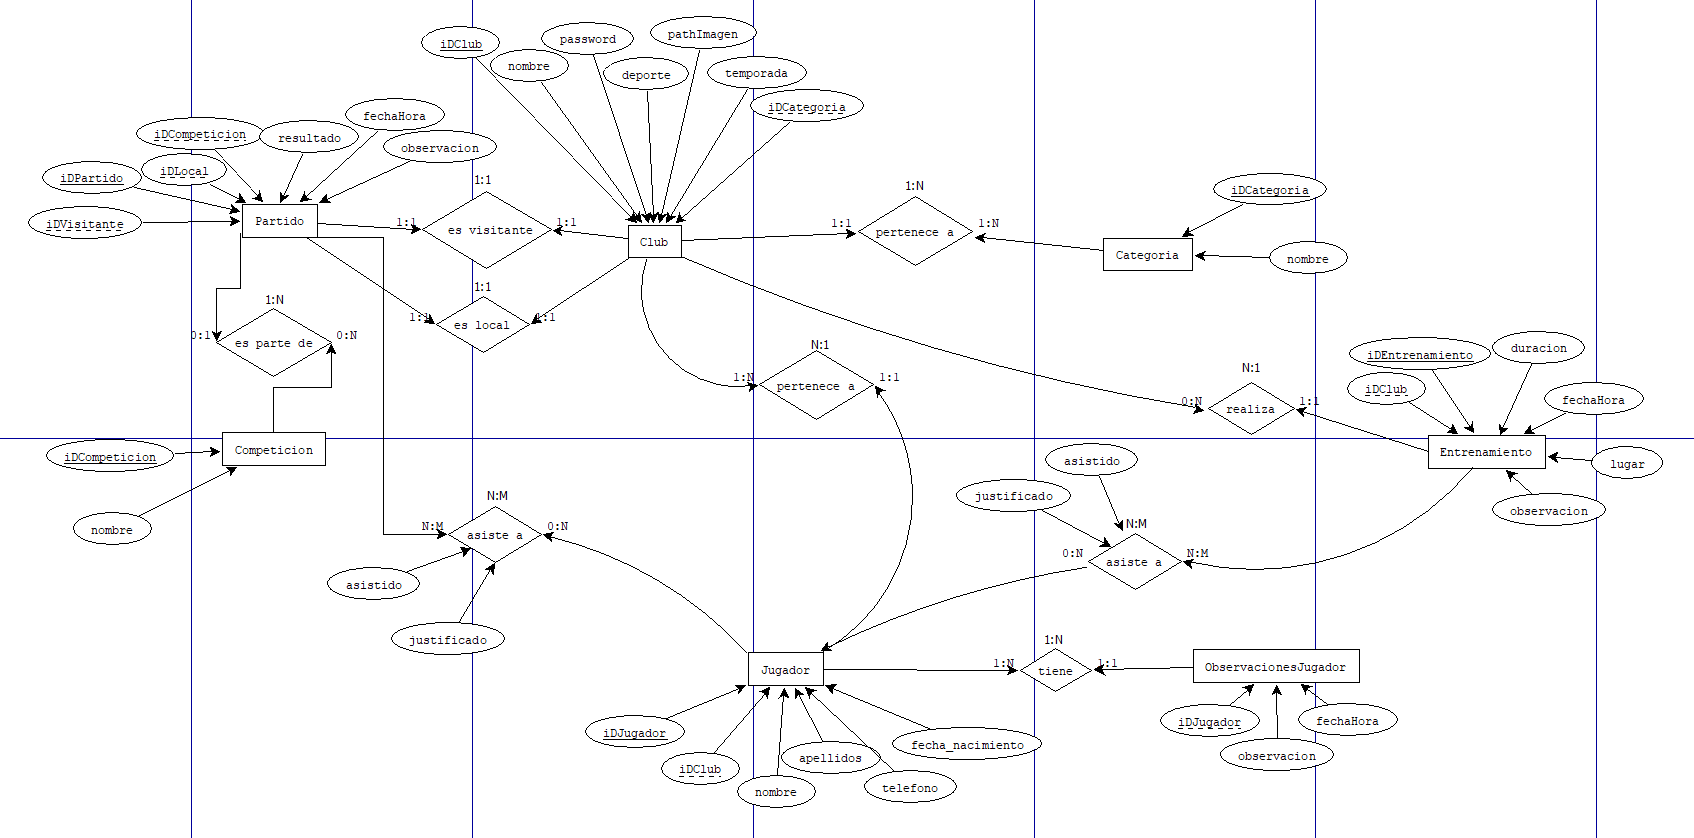 iDClub
nombre
password
deporte
pathImagen
temporada
iDCategoria
iDCompeticion
resultado
fechaHora
observacion
iDLocal
iDPartido
iDVisitante
Partido
1:1
1:1
es visitante
1:1
Club
1:1
1:N
pertenece a
1:N
Categoria
iDCategoria
nombre
1:1
1:1
es local
1:1
0:1
1:N
es parte de
0:N
N:1
1:N
pertenece a
1:1
N:1
0:N
realiza
1:1
iDEntrenamiento
duracion
iDClub
fechaHora
Entrenamiento
lugar
observacion
iDCompeticion
Competicion
nombre
N:M
N:M
asiste a
0:N
asistido
justificado
asistido
justificado
N:M
0:N
asiste a
N:M
Jugador
1:N
1:N
tiene
1:1
ObservacionesJugador
iDJugador
iDClub
nombre
apellidos
telefono
fecha_nacimiento
iDJugador
observacion
fechaHora